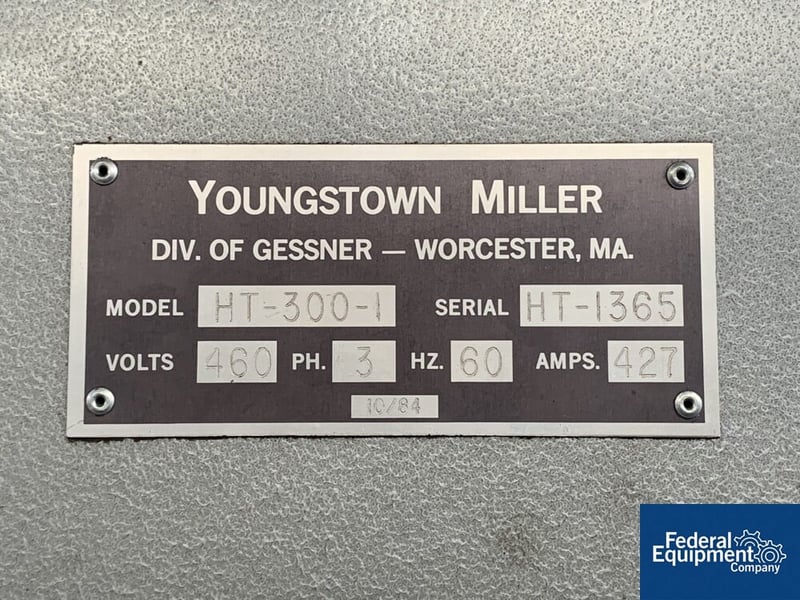 YOUNGSTOWN MILLER
DIV. OF GESSNER — WORCESTER, MA.
MODEL HT-300-1 SERIAL HT-1365
VOLTS 460 PH. 3 HZ. 60 AMPS. 427
10/84
Federal
Equipment
Company